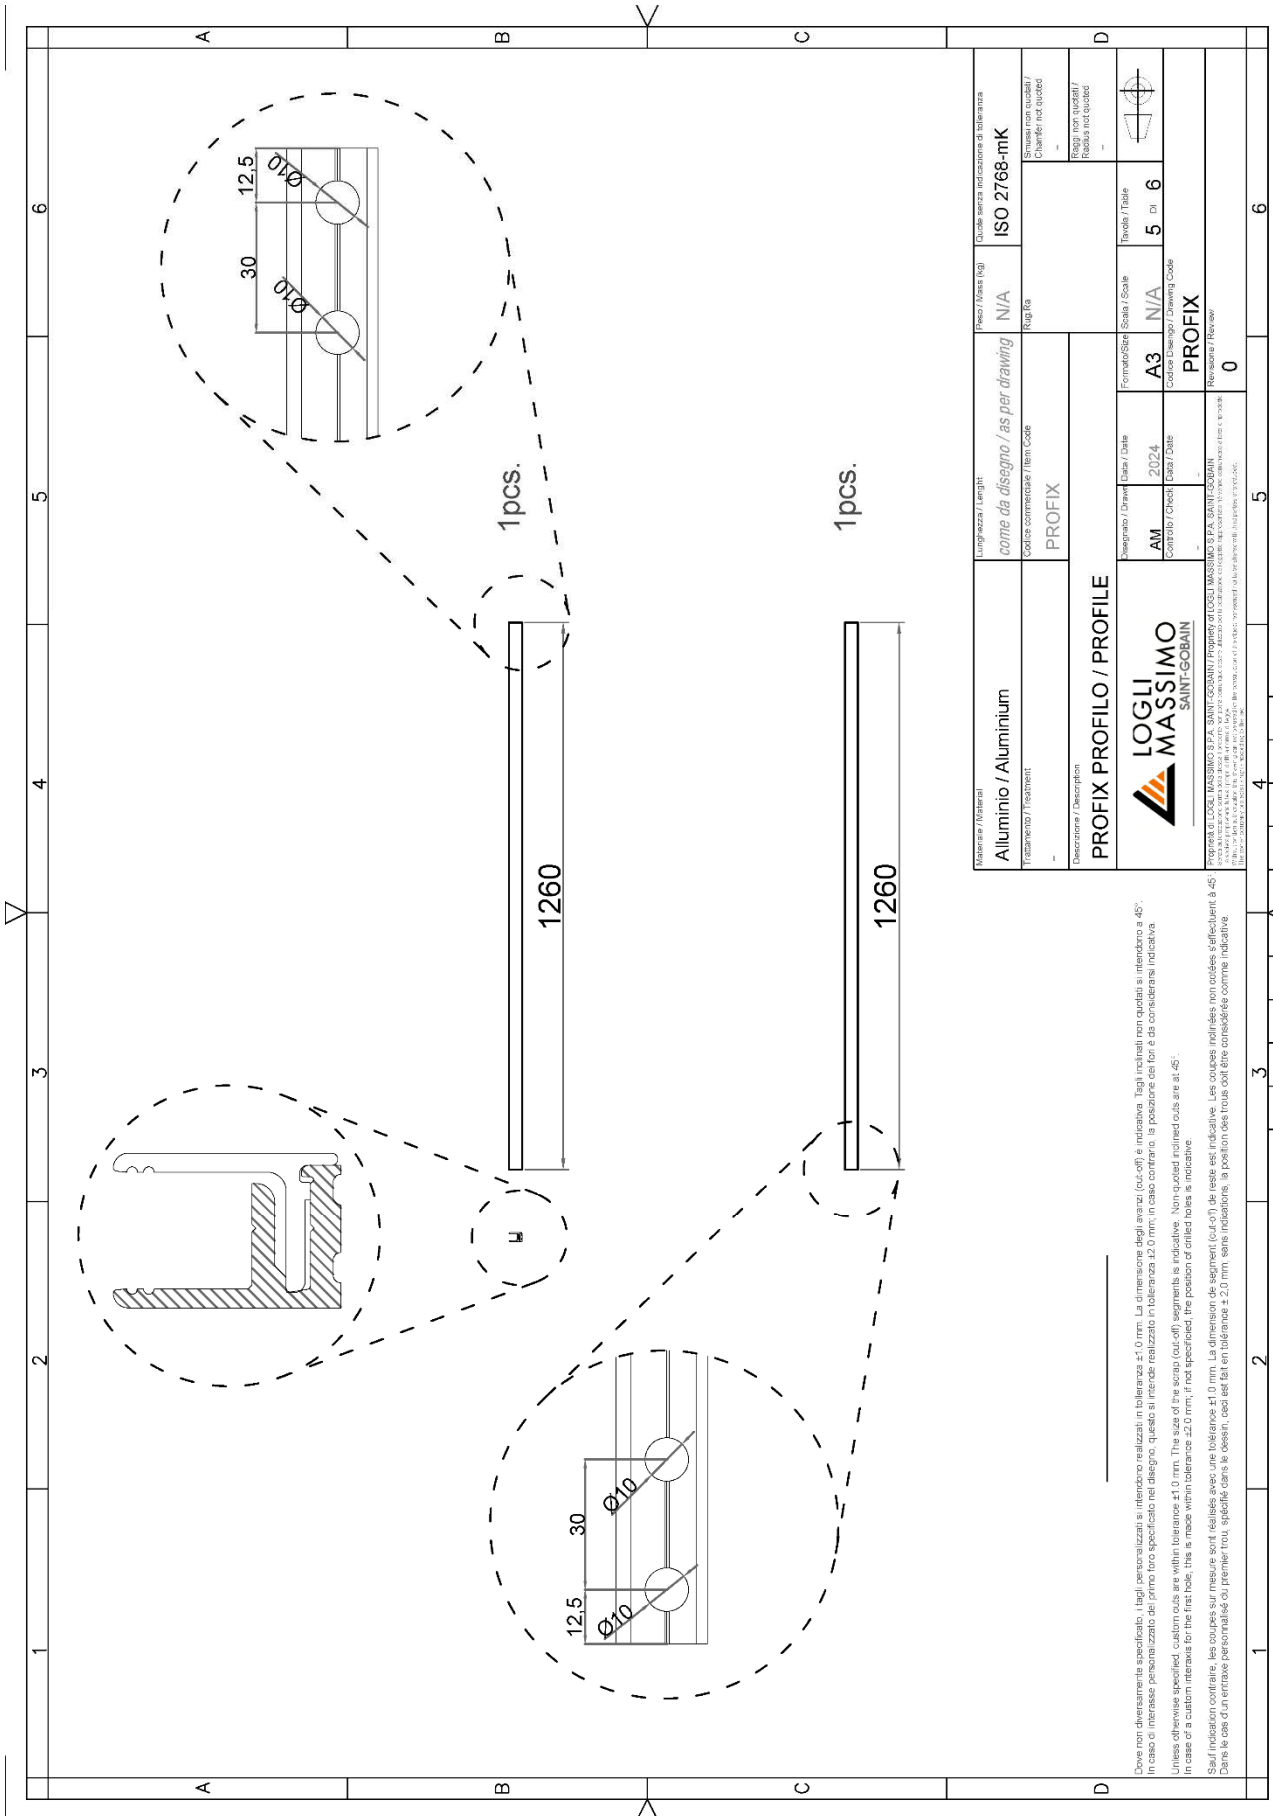 A
B
C
D
6
5
4
3
2
1
12,5
30
Ø10
Ø10
1pcs.
1260
1pcs.
1260
12,5
30
Ø10
Ø10
Materiale / Material
Alluminio / Aluminium
Lunghezza / Lenght
come da disegno / as per drawing
Peso / Mass (kg)
N/A
Quote senza indicazione di tolleranza
ISO 2768-mK
Trattamento / Treatment
-
Codice commerciale / Item Code
PROFIX
Rug.Ra
Smussi non quotati /
Chamfer not quoted
-
Descrizione / Description
PROFIX PROFILO / PROFILE
Raggi non quotati /
Radius not quoted
-
LOGLI
MASSIMO
SAINT-GOBAIN
Disegnato / Drawn
AM
Data / Date
2024
Formato/Size
A3
Scala / Scale
N/A
Tavola / Table
5 DI 6
Controllo / Check
-
Data / Date
-
Codice Disegno / Drawing Code
PROFIX
Revisione / Review
0
Proprietà di LOGLI MASSIMO S.P.A. SAINT-GOBAIN / Propriety of LOGLI MASSIMO S.P.A. SAINT-GOBAIN
Dove non diversamente specificato, i tagli personalizzati si intendono realizzati in tolleranza ±1.0 mm. La dimensione degli avanzi (cut-off) è indicativa. Tagli inclinati non quotati si intendono a 45°.
In caso di interasse personalizzato del primo foro specificato nel disegno, questo si intende realizzato in tolleranza ±2.0 mm; in caso contrario, la posizione dei fori è da considerarsi indicativa.
Unless otherwise specified, custom cuts are within tolerance ±1.0 mm. The size of the scrap (cut-off) segments is indicative. Non-quoted inclined cuts are at 45°.
In case of a custom interaxis for the first hole, this is made within tolerance ±2.0 mm; if not specificied, the position of drilled holes is indicative.
Sauf indication contraire, les coupes sur mesure sont réalisés avec une tolérance ±1.0 mm. La dimension de segment (cut-off) de reste est indicative. Les coupes inclinées non cotées s'effectuent à 45°.
Dans le cas d'un entraxe personnalisé du premier trou, spécifié dans le dessin, ceci est fait en tolérance ± 2,0 mm; sans indications, la position des trous doit être considérée comme indicative.
A
B
C
D
6
5
4
3
2
1